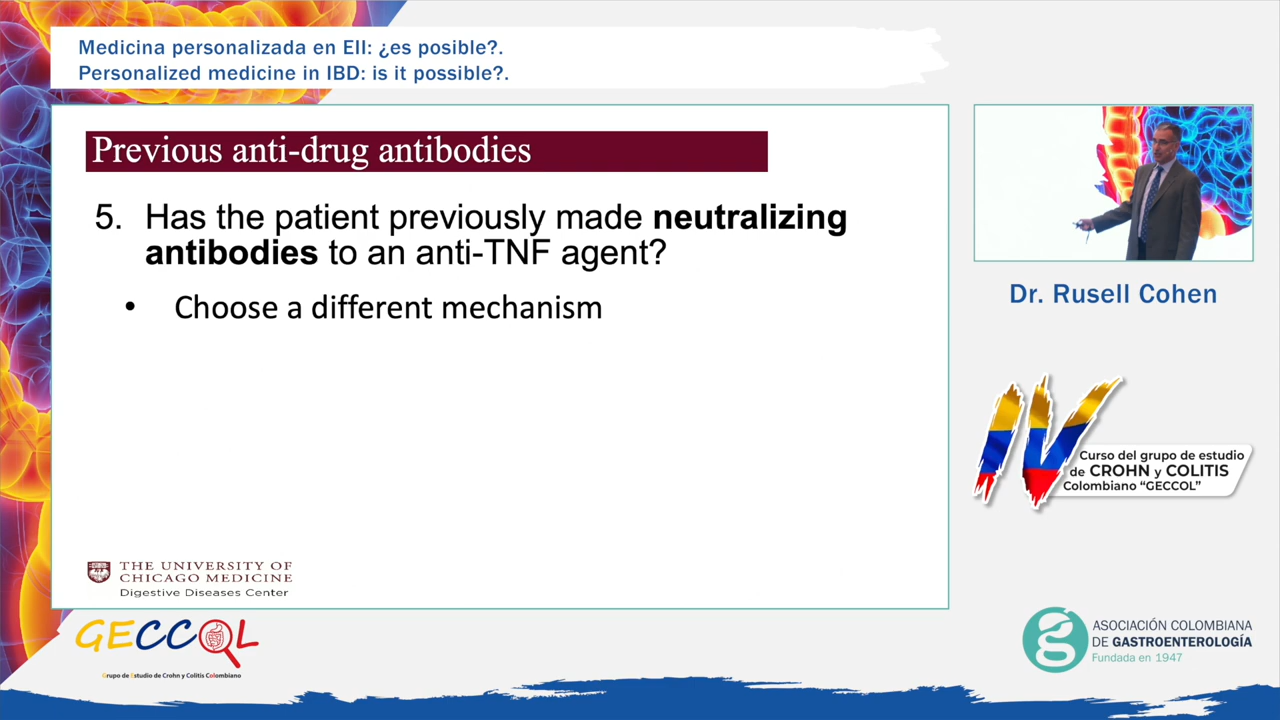 Medicina personalizada en EII: ¿es posible?.
Personalized medicine in IBD: is it possible?.
Previous anti-drug antibodies
5. Has the patient previously made neutralizing
antibodies to an anti-TNF agent?
• Choose a different mechanism
THE UNIVERSITY OF
CHICAGO MEDICINE
Digestive Diseases Center
Dr. Rusell Cohen
IV
Curso del grupo de estudio
de CROHN y COLITIS
Colombiano “GECCOL”
GECCOL
Grupo de Estudio de Crohn y Colitis Colombiano
ASOCIACIÓN COLOMBIANA
DE GASTROENTEROLOGÍA
Fundada en 1947